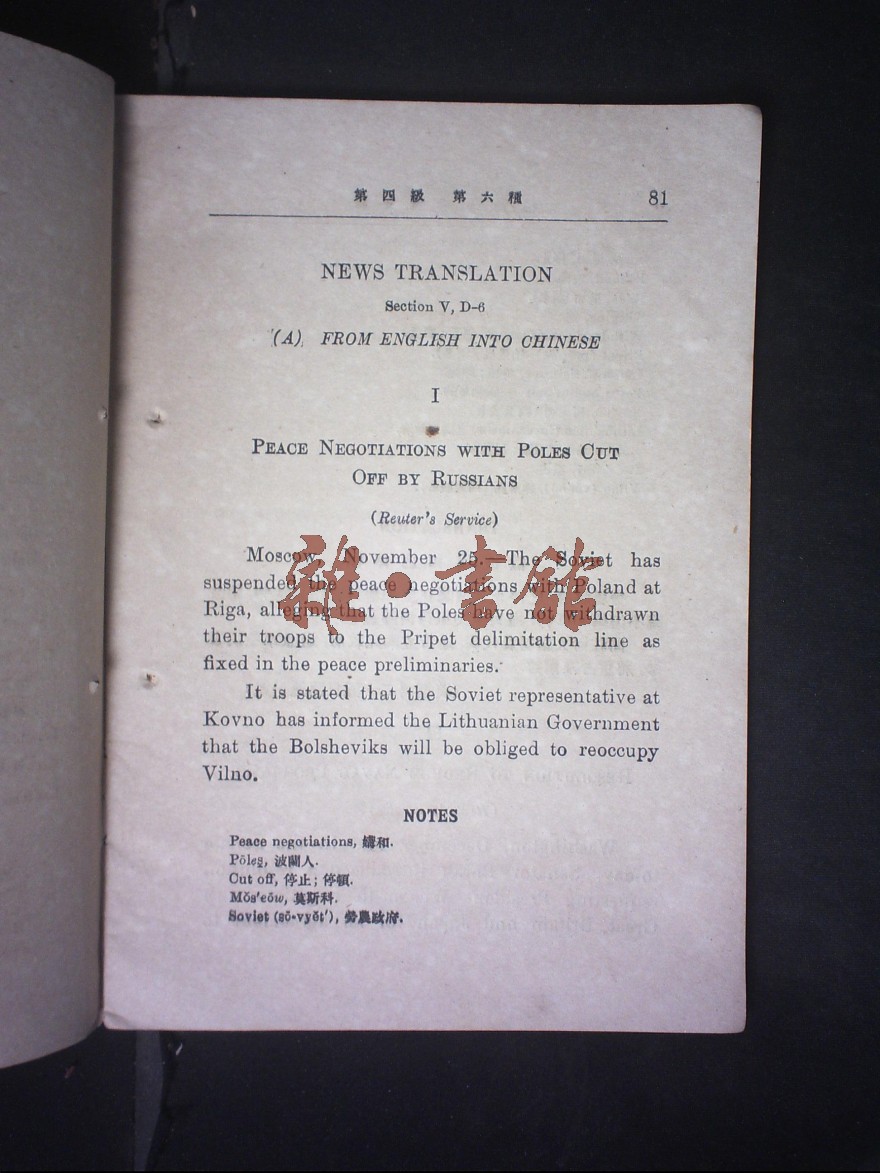 第四級 第六種 81
NEWS TRANSLATION
Section V, D-6
(A) FROM ENGLISH INTO CHINESE
I
PEACE NEGOTIATIONS WITH POLES CUT
OFF BY RUSSIANS
(Reuter's Service)
Moscow, November 25.—The Soviet has
suspended the peace negotiations with Poland at
Riga, alleging that the Poles have not withdrawn
their troops to the Pripet delimitation line as
fixed in the peace preliminaries.
It is stated that the Soviet representative at
Kovno has informed the Lithuanian Government
that the Bolsheviks will be obliged to reoccupy
Vilno.
雜·書館
NOTES
Peace negotiations, 媾和.
Pōleș, 波蘭人.
Cut off, 停止; 停頓.
Mŏs'cōw, 莫斯科.
Soviet (sō-vyĕt'), 勞農政府.